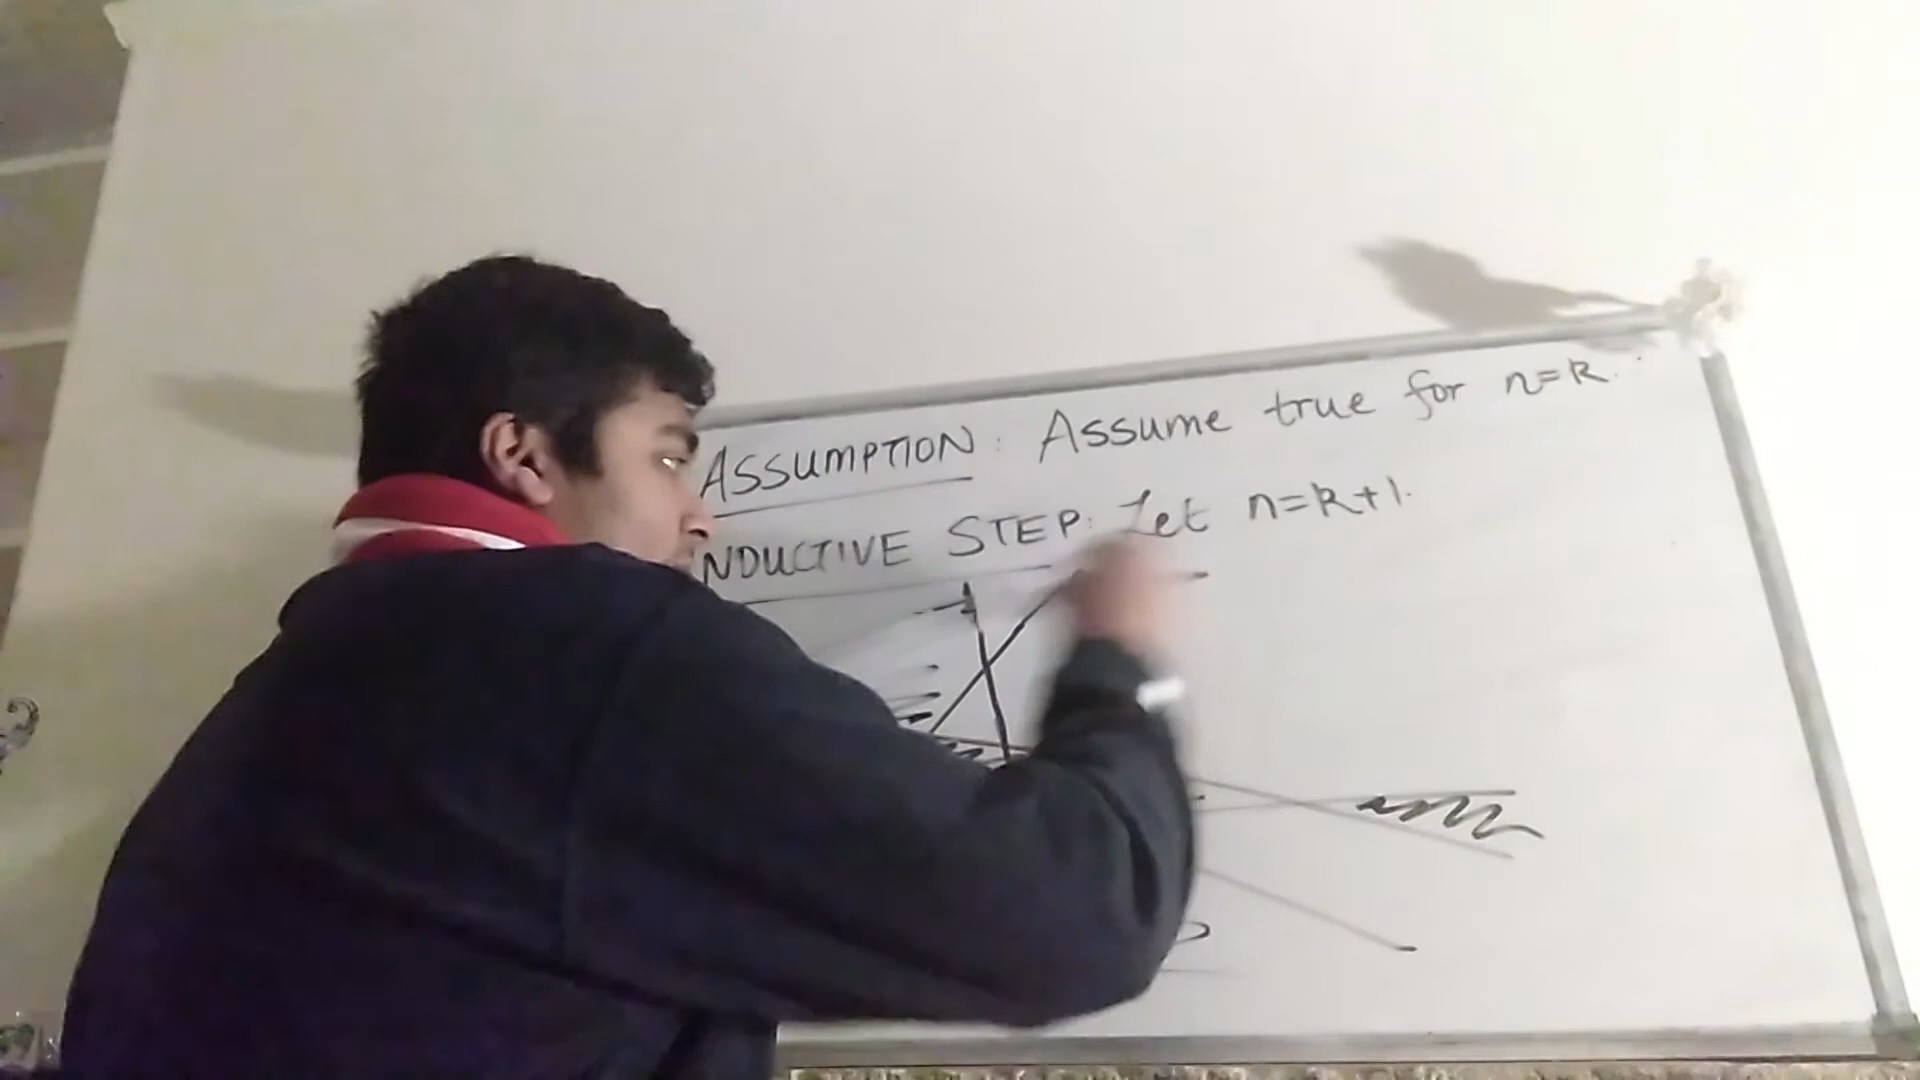 ASSUMPTION: Assume true for n=k.
NDUCTIVE STEP: Let n=k+1.